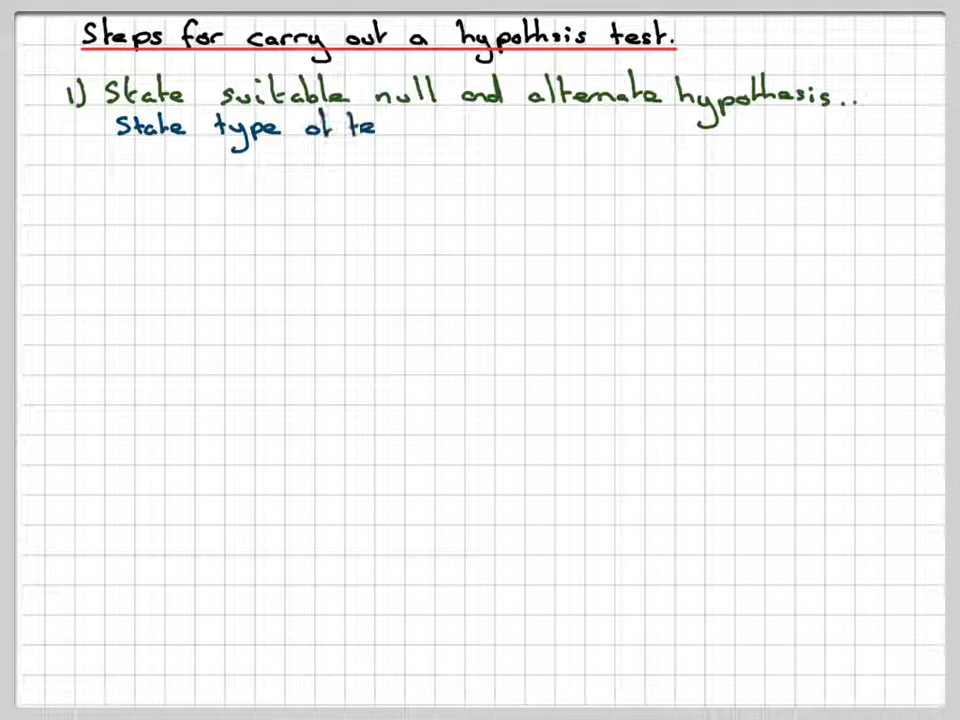 Steps for carry out a hypothsis test.
1) State suitable null and alternate hypothesis..
State type of te